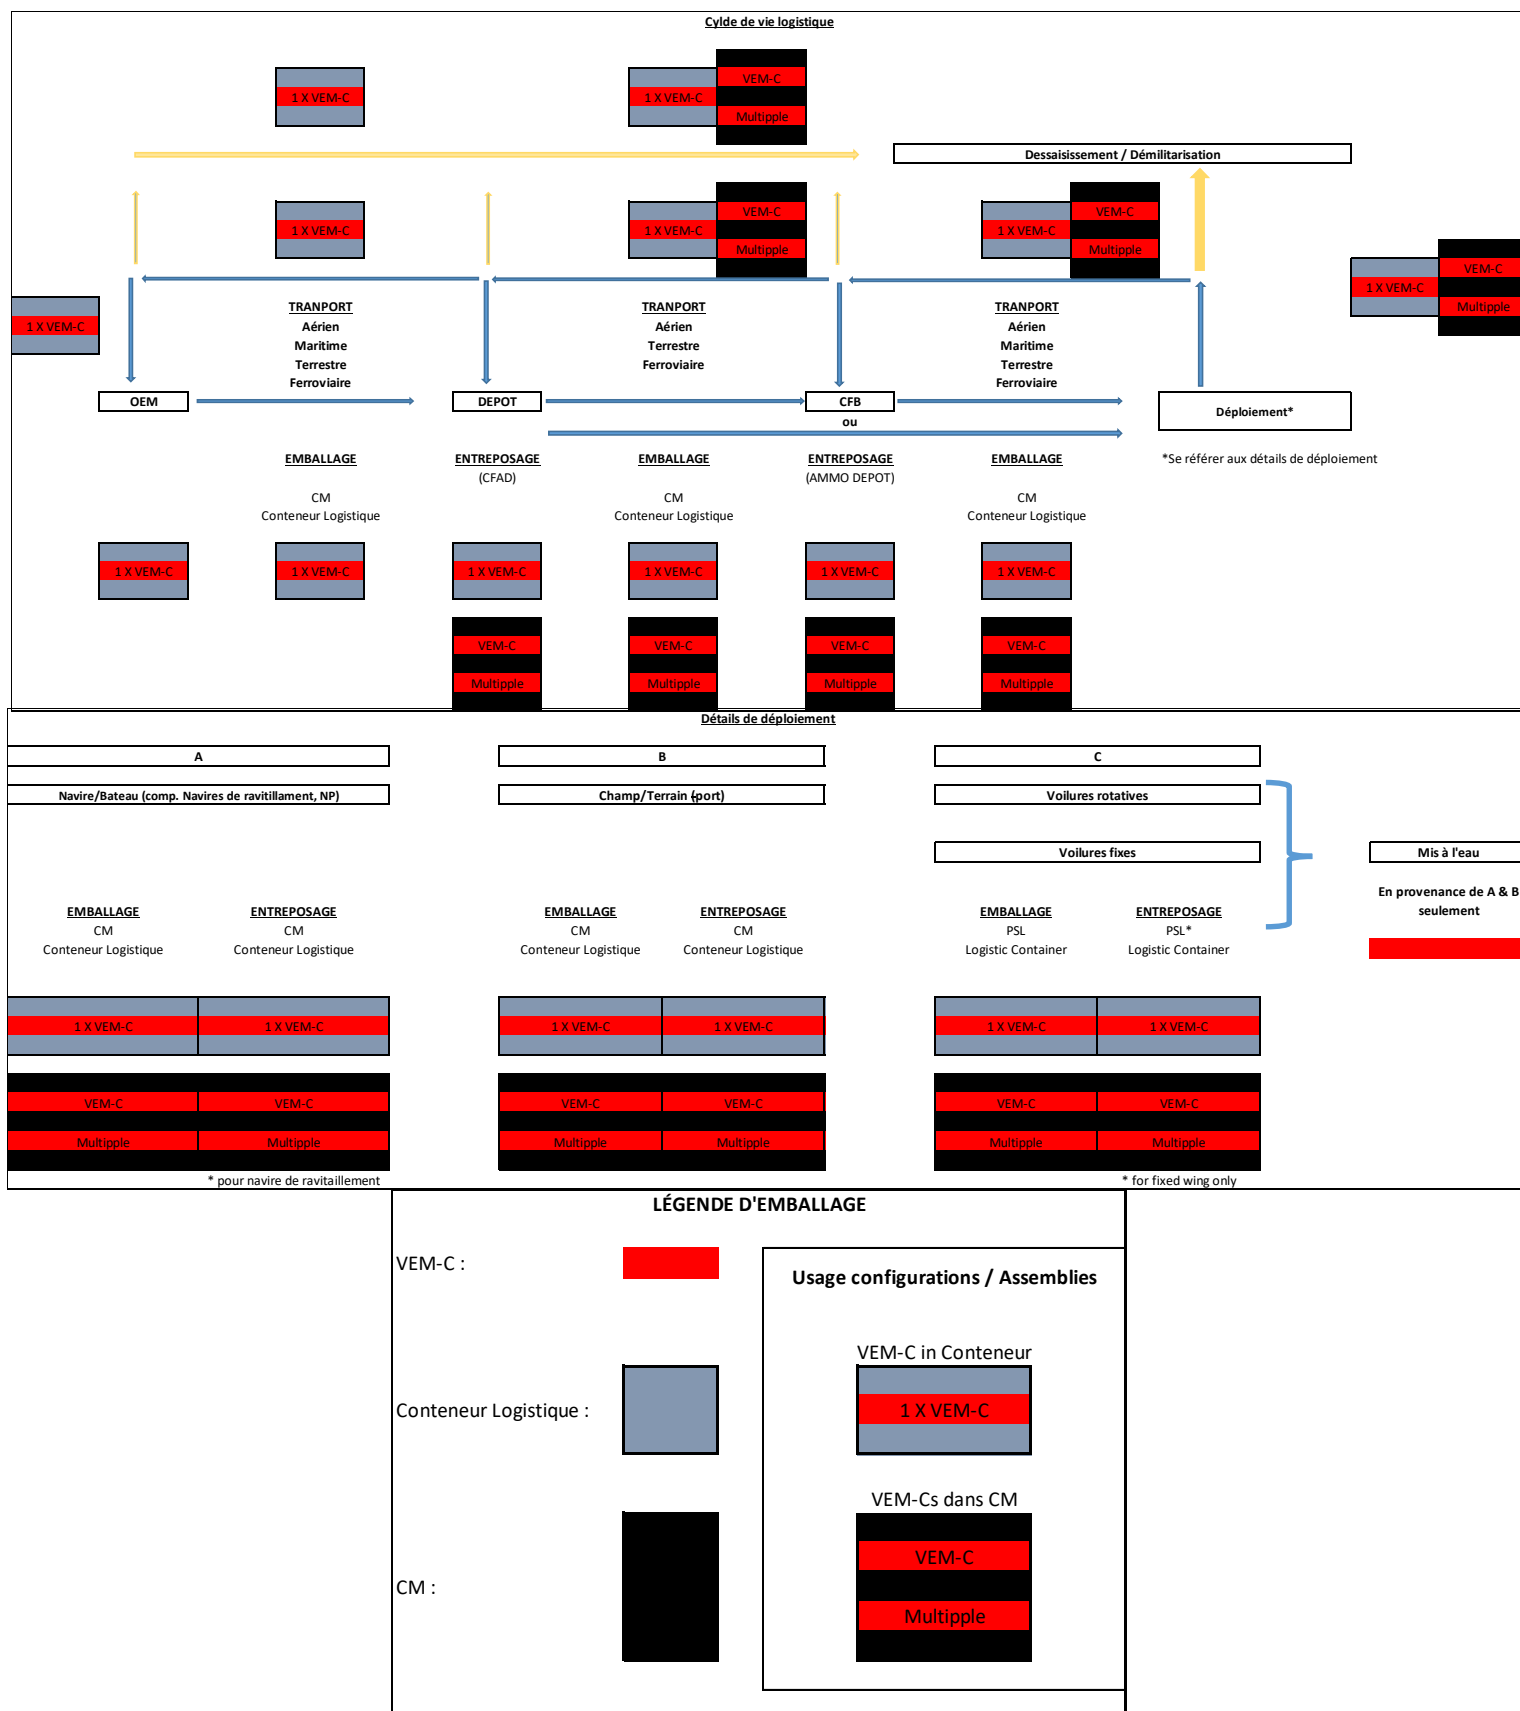 Cylde de vie logistique
VEM-C
1 X VEM-C
1 X VEM-C
Multipple
Dessaisissement / Démilitarisation
VEM-C
VEM-C
1 X VEM-C
1 X VEM-C
1 X VEM-C
Multipple
Multipple
VEM-C
1 X VEM-C
Multipple
1 X VEM-C
TRANPORT
TRANPORT
TRANPORT
Aérien
Aérien
Aérien
Maritime
Terrestre
Maritime
Terrestre
Ferroviaire
Terrestre
Ferroviaire
Ferroviaire
OEM
DEPOT
CFB
Déploiement*
ou
EMBALLAGE
ENTREPOSAGE
EMBALLAGE
ENTREPOSAGE
EMBALLAGE
*Se référer aux détails de déploiement
(CFAD)
(AMMO DEPOT)
CM
CM
CM
Conteneur Logistique
Conteneur Logistique
Conteneur Logistique
1 X VEM-C
1 X VEM-C
1 X VEM-C
1 X VEM-C
1 X VEM-C
1 X VEM-C
VEM-C
VEM-C
VEM-C
VEM-C
Multipple
Multipple
Multipple
Multipple
Détails de déploiement
A
B
C
Navire/Bateau (comp. Navires de ravitillament, NP)
Champ/Terrain (-port)
Voilures rotatives
Voilures fixes
Mis à l'eau
En provenance de A & B
seulement
EMBALLAGE
ENTREPOSAGE
EMBALLAGE
ENTREPOSAGE
EMBALLAGE
ENTREPOSAGE
CM
CM
CM
CM
PSL
PSL*
Conteneur Logistique
Conteneur Logistique
Conteneur Logistique
Conteneur Logistique
Logistic Container
Logistic Container
1 X VEM-C
1 X VEM-C
1 X VEM-C
1 X VEM-C
1 X VEM-C
1 X VEM-C
VEM-C
VEM-C
VEM-C
VEM-C
VEM-C
VEM-C
Multipple
Multipple
Multipple
Multipple
Multipple
Multipple
* pour navire de ravitaillement
* for fixed wing only
LÉGENDE D'EMBALLAGE
VEM-C :
Usage configurations / Assemblies
VEM-C in Conteneur
Conteneur Logistique :
1 X VEM-C
VEM-Cs dans CM
VEM-C
CM :
Multipple